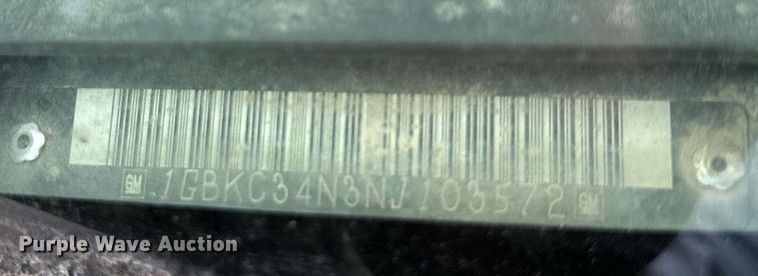 GM 1GBKC34N3NJ103572 GM
Purple Wave Auction